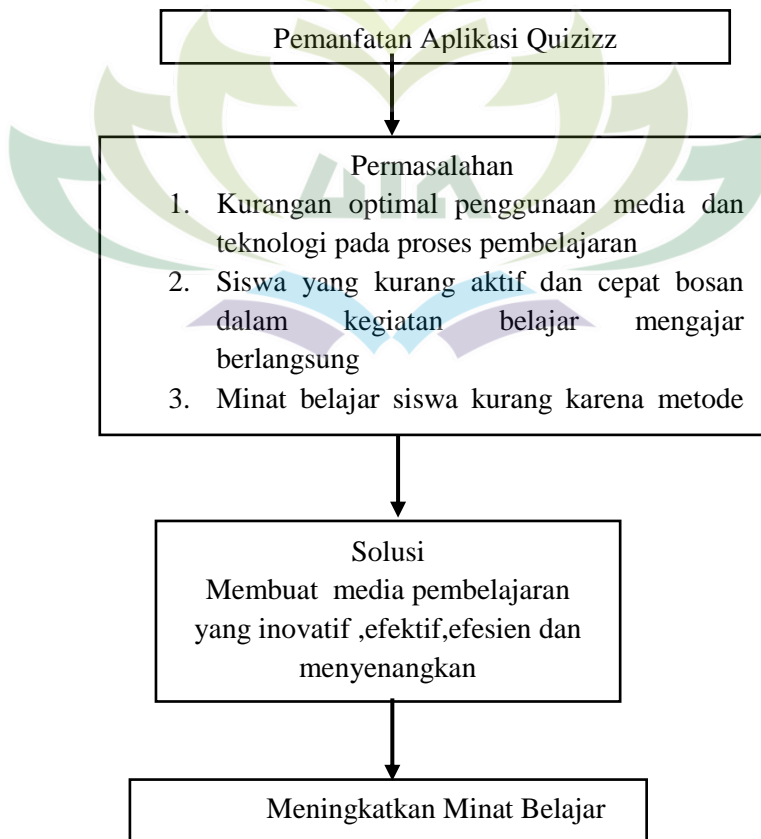 Pemanfatan Aplikasi Quizizz
Permasalahan
1. Kurangan optimal penggunaan media dan
teknologi pada proses pembelajaran
2. Siswa yang kurang aktif dan cepat bosan
dalam kegiatan belajar mengajar
berlangsung
3. Minat belajar siswa kurang karena metode
Solusi
Membuat media pembelajaran
yang inovatif ,efektif,efesien dan
menyenangkan
Meningkatkan Minat Belajar